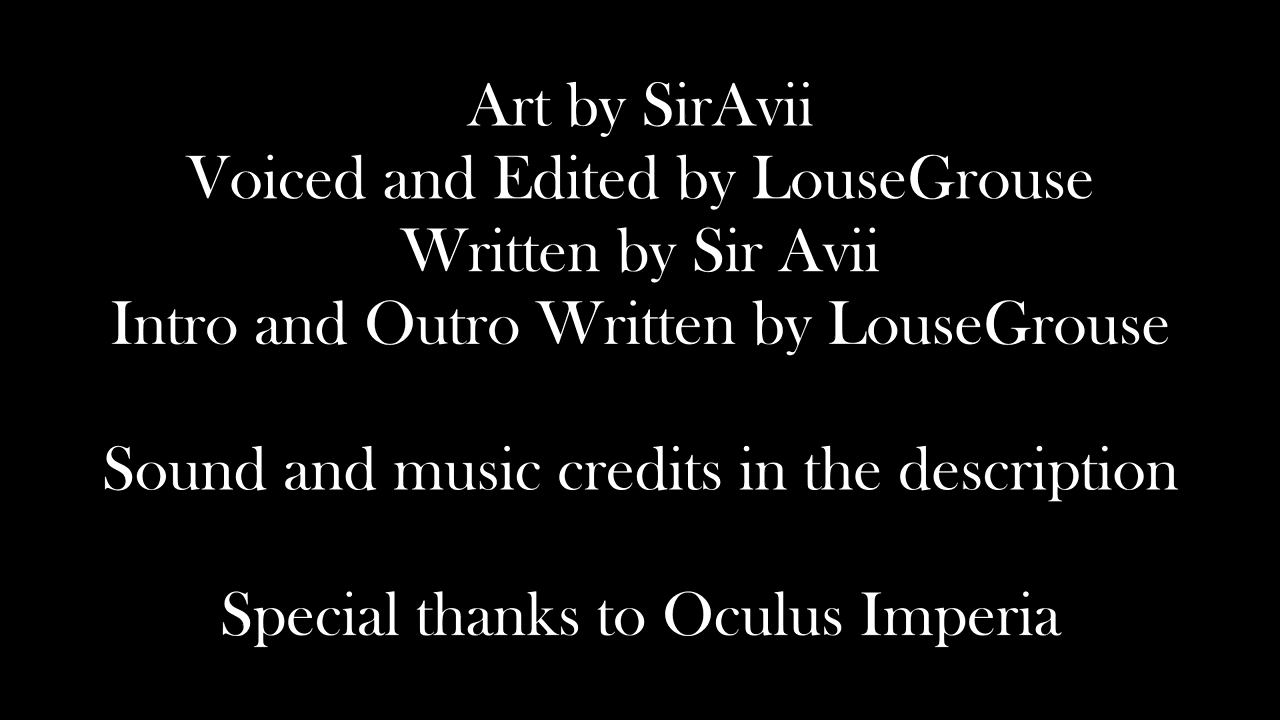 Art by SirAvii
Voiced and Edited by LouseGrouse
Written by Sir Avii
Intro and Outro Written by LouseGrouse
Sound and music credits in the description
Special thanks to Oculus Imperia